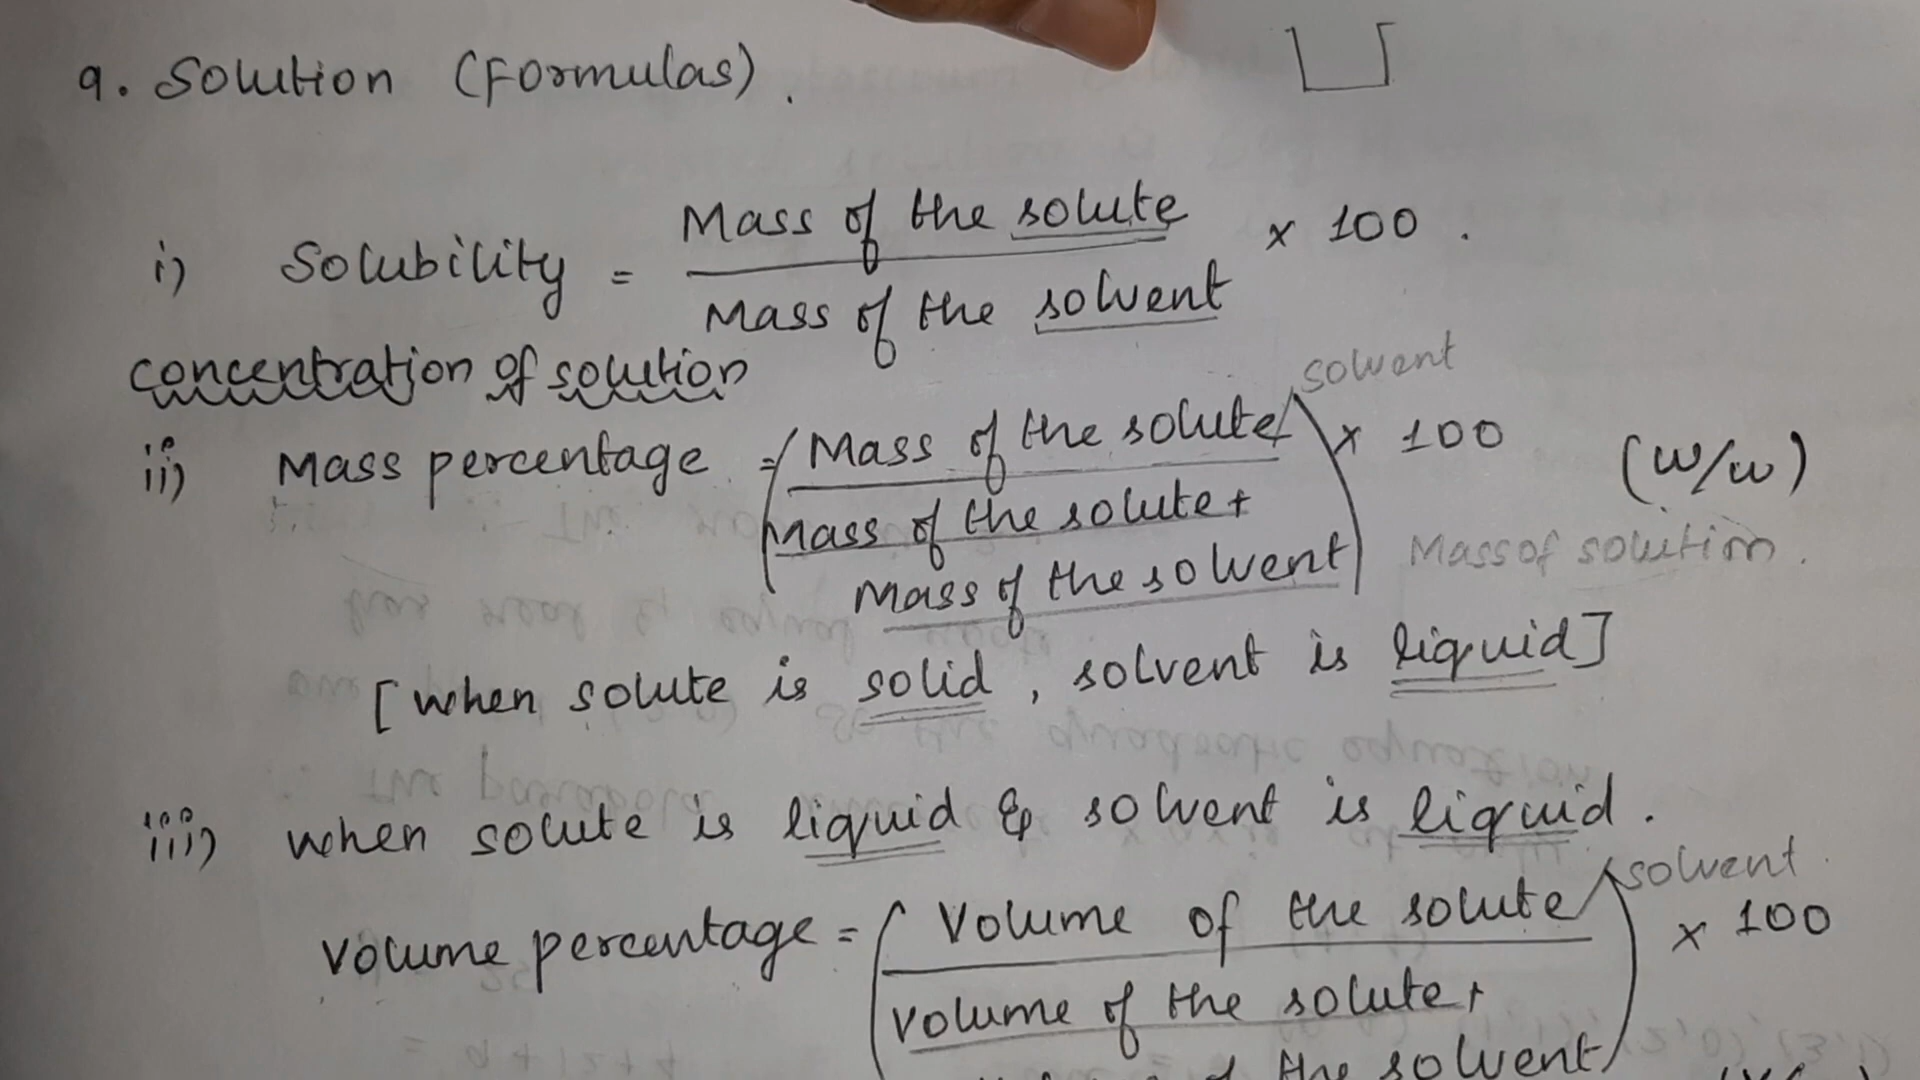 9. Solution (Formulas).
i) Solubility = Mass of the solute / Mass of the solvent x 100.
concentration of solution
solvent
ii) Mass percentage = (Mass of the solute / x 100 (w/w)
Mass of the solute +
Mass of the solvent) Mass of solution.
[when solute is solid, solvent is liquid]
iii) when solute is liquid & solvent is liquid.
solvent
Volume percentage = (Volume of the solute / x 100
volume of the solute +
the solvent)